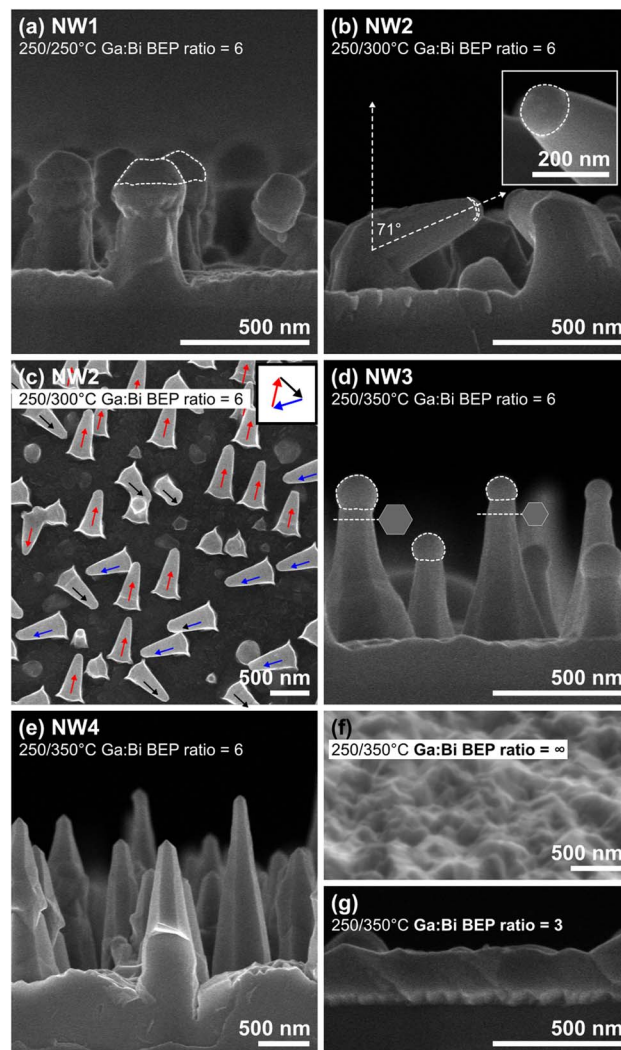 (a) NW1
250/250°C Ga:Bi BEP ratio = 6
500 nm
(b) NW2
250/300°C Ga:Bi BEP ratio = 6
200 nm
71°
500 nm
(c) NW2
250/300°C Ga:Bi BEP ratio = 6
500 nm
(d) NW3
250/350°C Ga:Bi BEP ratio = 6
500 nm
(e) NW4
250/350°C Ga:Bi BEP ratio = 6
500 nm
(f)
250/350°C Ga:Bi BEP ratio = ∞
500 nm
(g)
250/350°C Ga:Bi BEP ratio = 3
500 nm